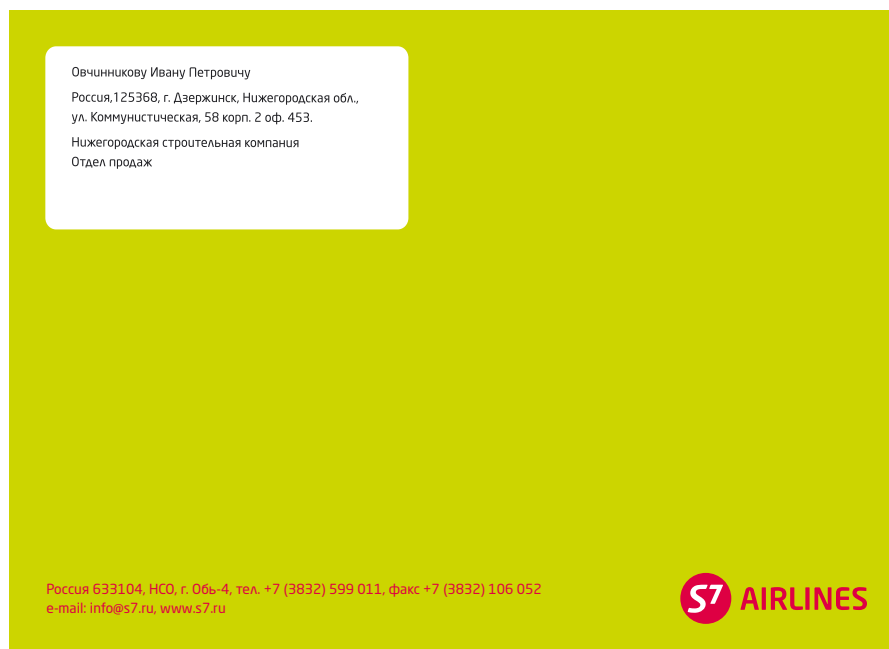 Овчинникову Ивану Петровичу
Россия,125368, г. Дзержинск, Нижегородская обл.,
ул. Коммунистическая, 58 корп. 2 оф. 453.
Нижегородская строительная компания
Отдел продаж
Россия 633104, НСО, г. Обь-4, тел. +7 (3832) 599 011, факс +7 (3832) 106 052
e-mail: info@s7.ru, www.s7.ru
S7 AIRLINES